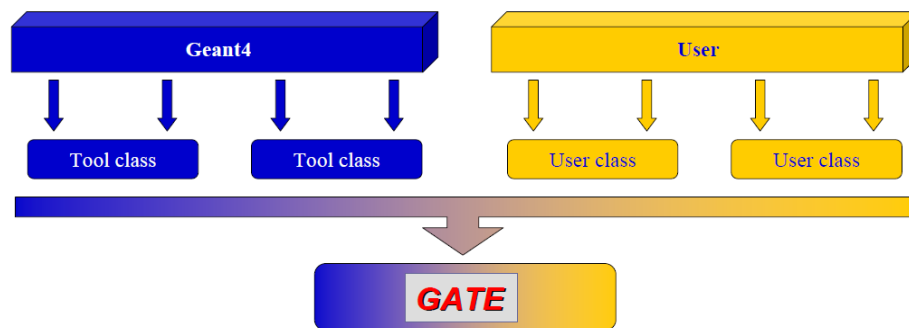 Geant4
User
Tool class
Tool class
User class
User class
GATE